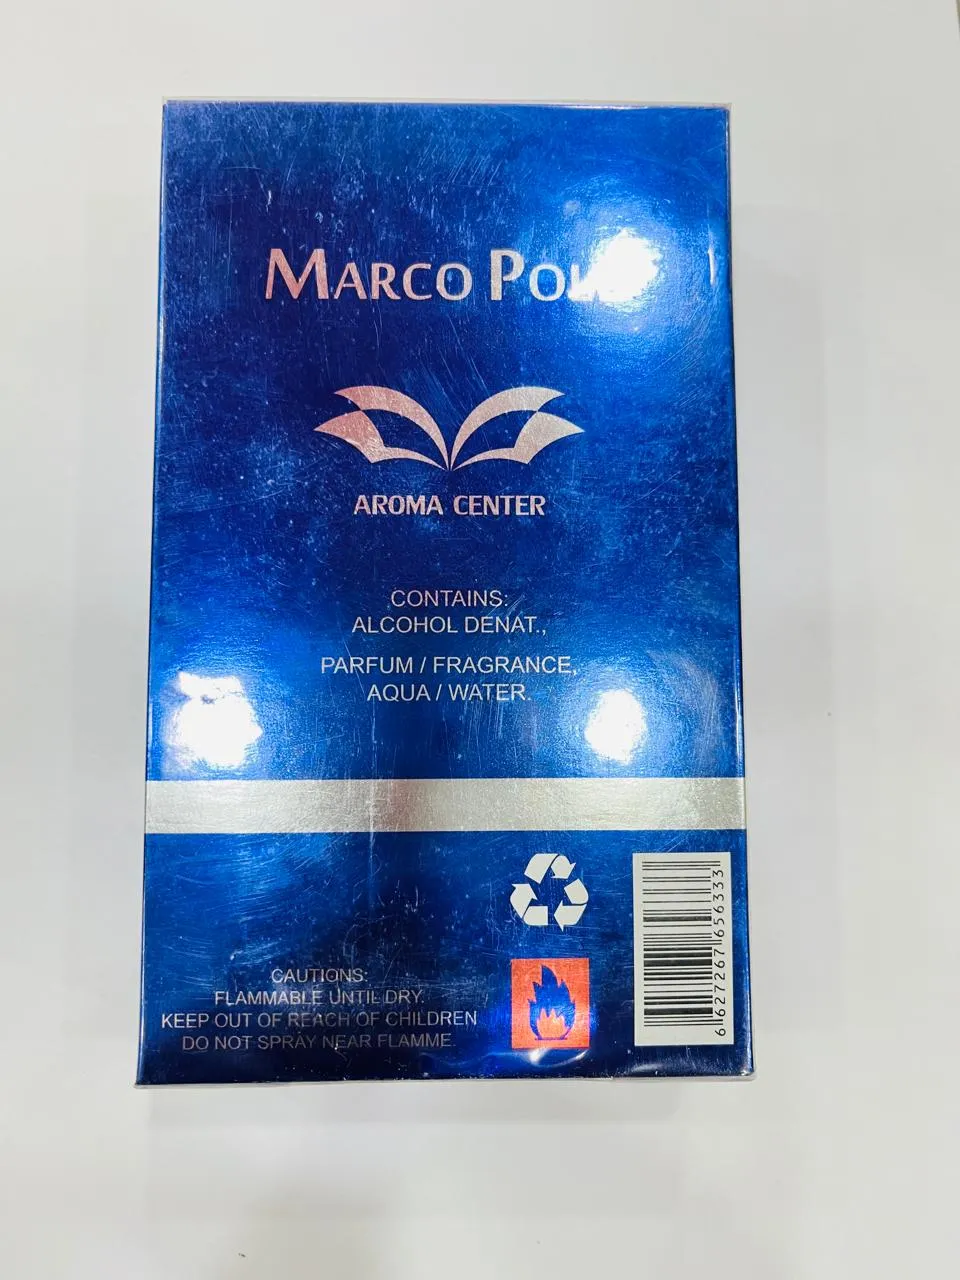 MARCO POLO
AROMA CENTER
CONTAINS:
ALCOHOL DENAT.,
PARFUM / FRAGRANCE,
AQUA / WATER.
CAUTIONS:
FLAMMABLE UNTIL DRY.
KEEP OUT OF REACH OF CHILDREN
DO NOT SPRAY NEAR FLAMME.
6627267656333